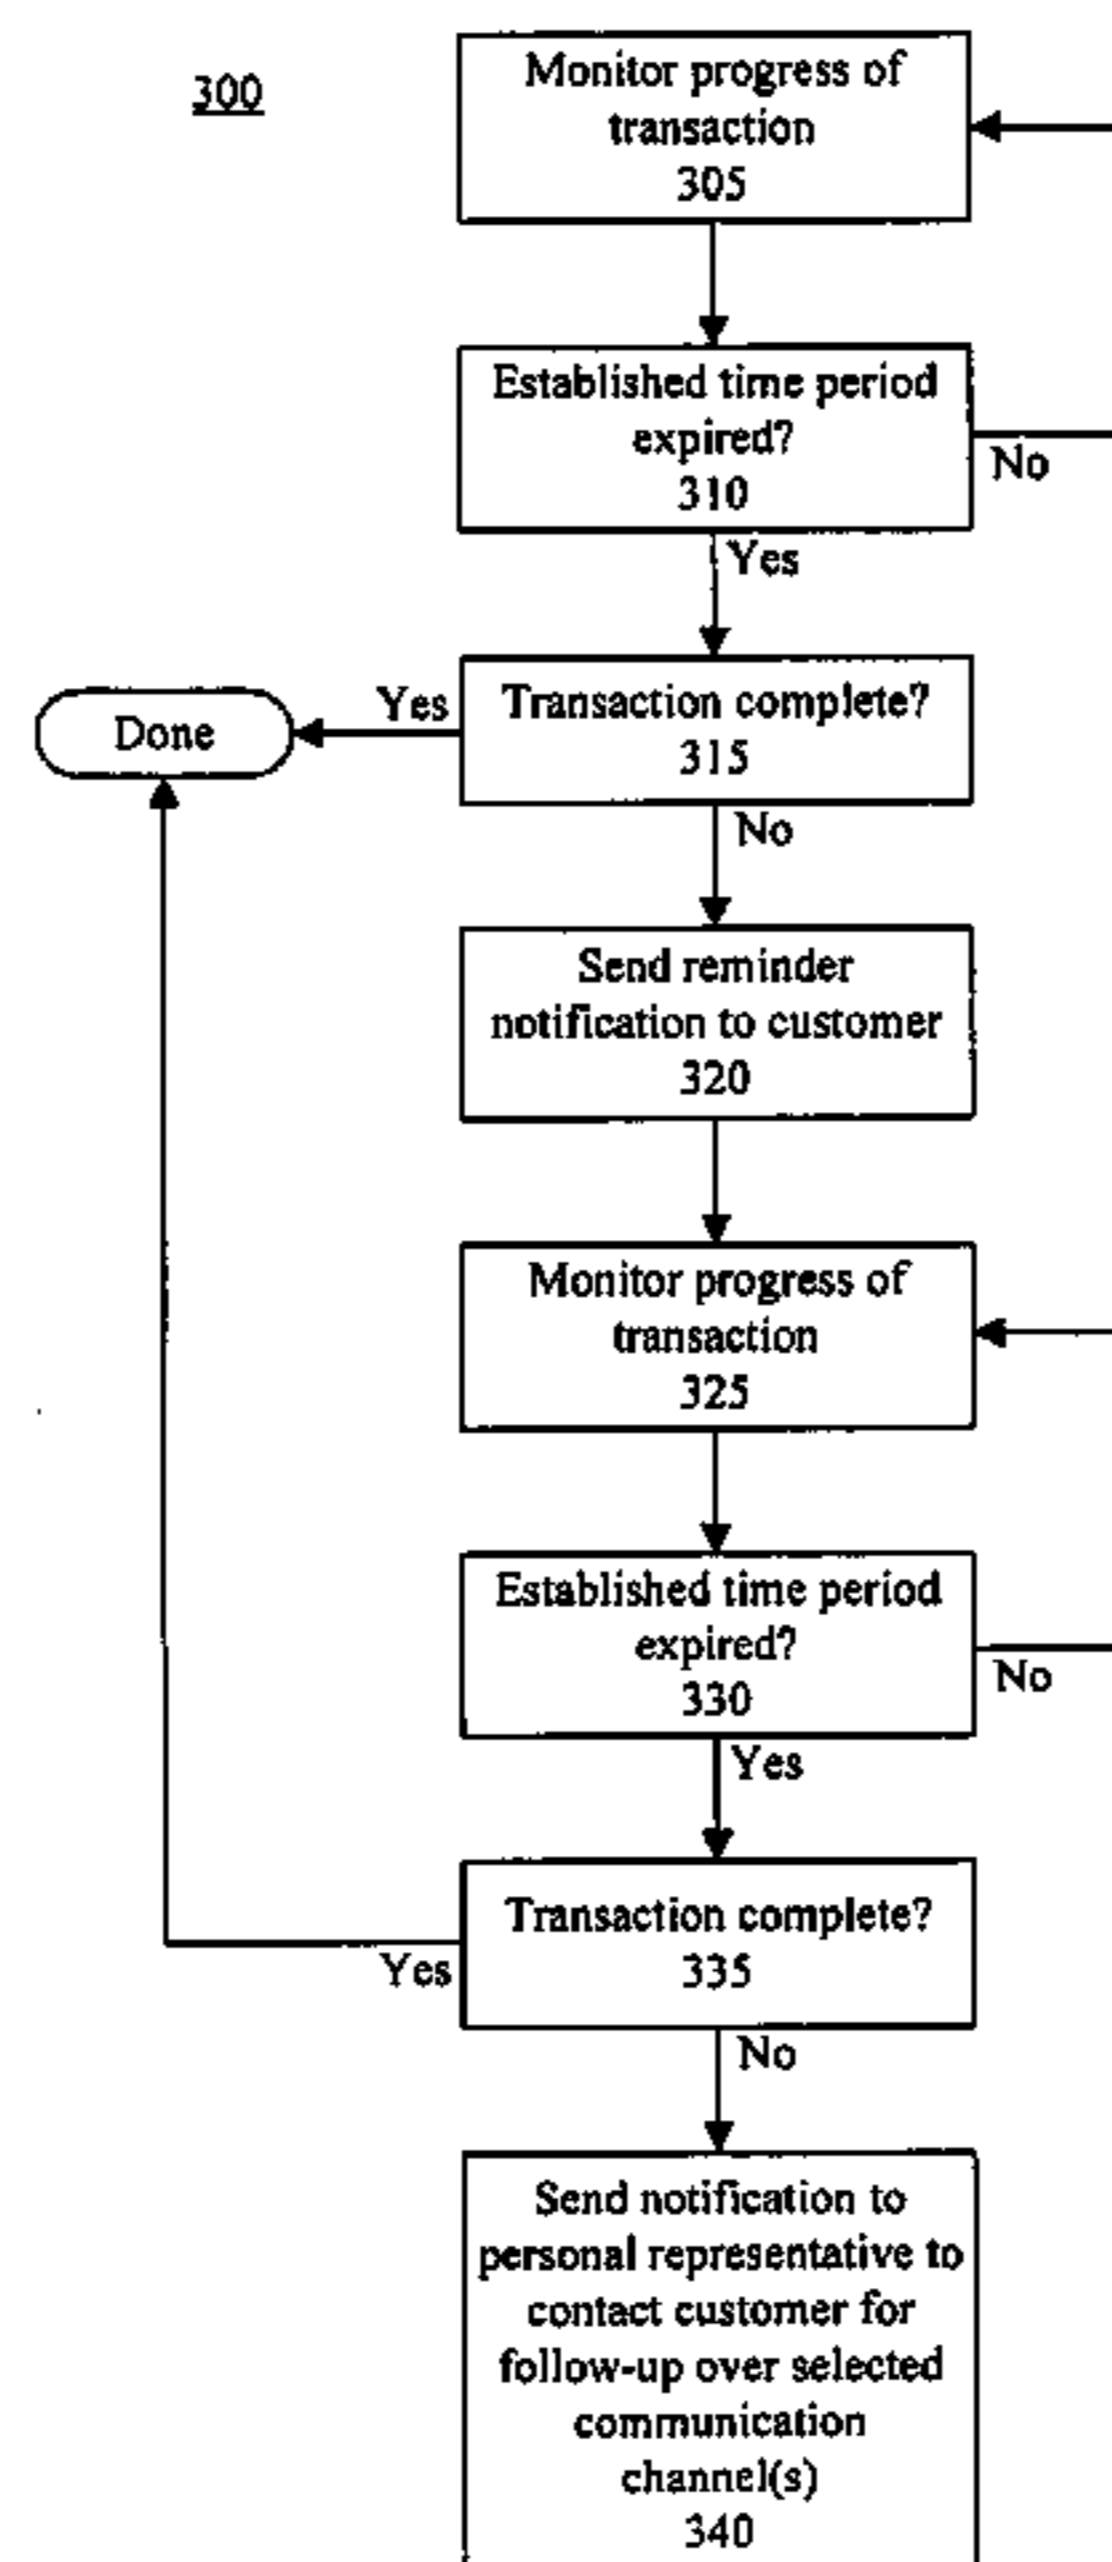 300
Monitor progress of
transaction
305
Established time period
expired?
310
No
Yes
Transaction complete?
315
Yes
Done
No
Send reminder
notification to customer
320
Monitor progress of
transaction
325
Established time period
expired?
330
No
Yes
Transaction complete?
335
Yes
No
Send notification to
personal representative to
contact customer for
follow-up over selected
communication
channel(s)
340